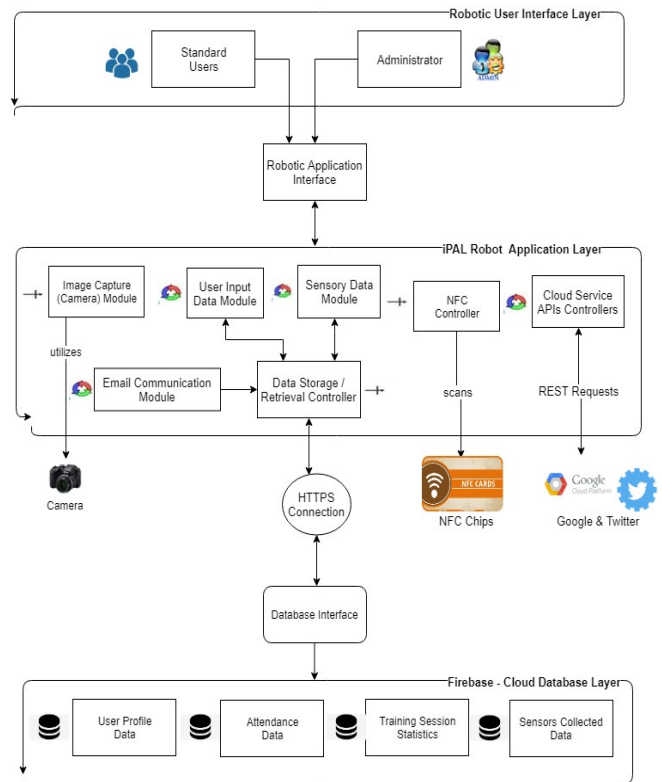 Robotic User Interface Layer
Standard
Users
Administrator
ADMIN
Robotic Application
Interface
iPAL Robot Application Layer
Image Capture
(Camera) Module
User Input
Data Module
Sensory Data
Module
NFC
Controller
Cloud Service
APIs Controllers
utilizes
Email Communication
Module
Data Storage /
Retrieval Controller
scans
REST Requests
Camera
HTTPS
Connection
NFC CARDS
NFC Chips
Google
Cloud Platform
Google & Twitter
Database Interface
Firebase - Cloud Database Layer
User Profile
Data
Attendance
Data
Training Session
Statistics
Sensors Collected
Data